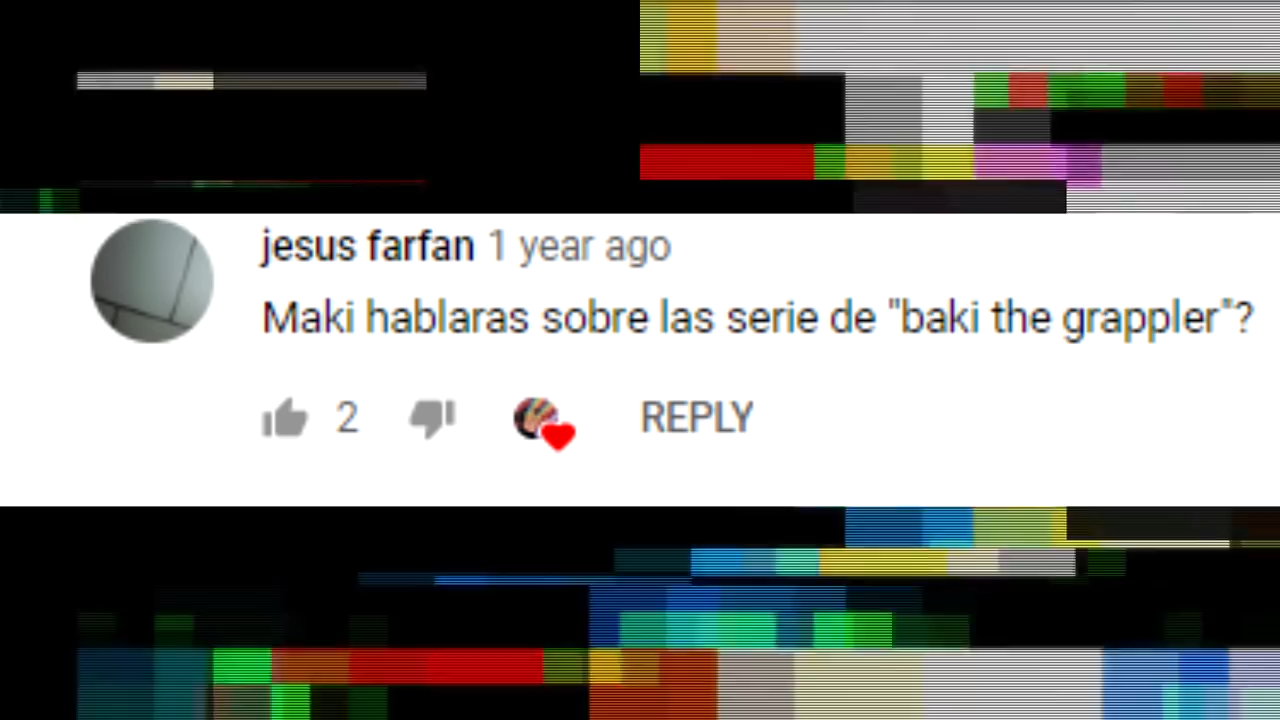 jesus farfan 1 year ago
Maki hablaras sobre las serie de "baki the grappler"?
2 REPLY